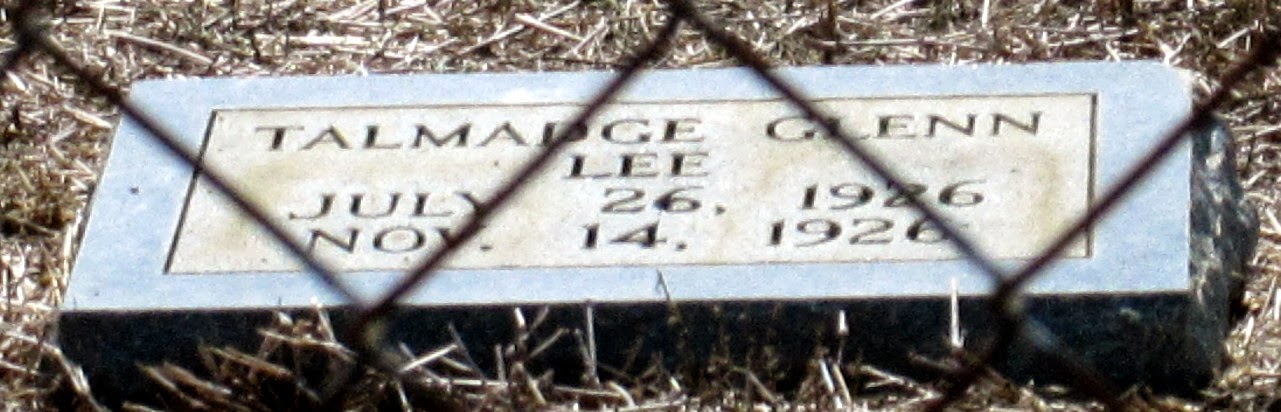 TALMADGE GLENN
LEE
JULY 26, 1926
NOV. 14, 1926